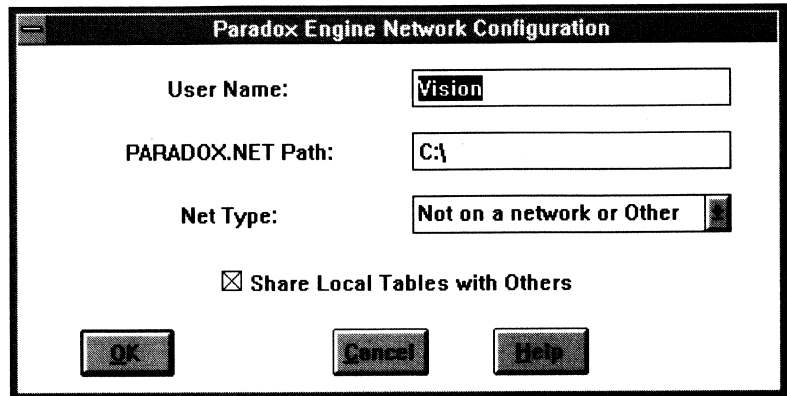 Paradox Engine Network Configuration
User Name: Vision
PARADOX.NET Path: C:\
Net Type: Not on a network or Other
Share Local Tables with Others
OK Cancel Help